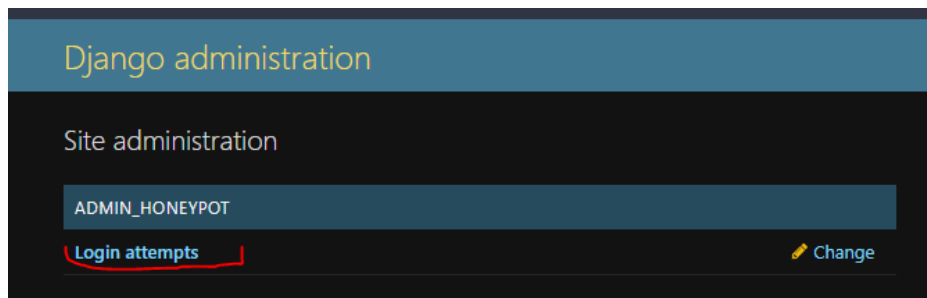 Django administration
Site administration
ADMIN_HONEYPOT
Login attempts Change